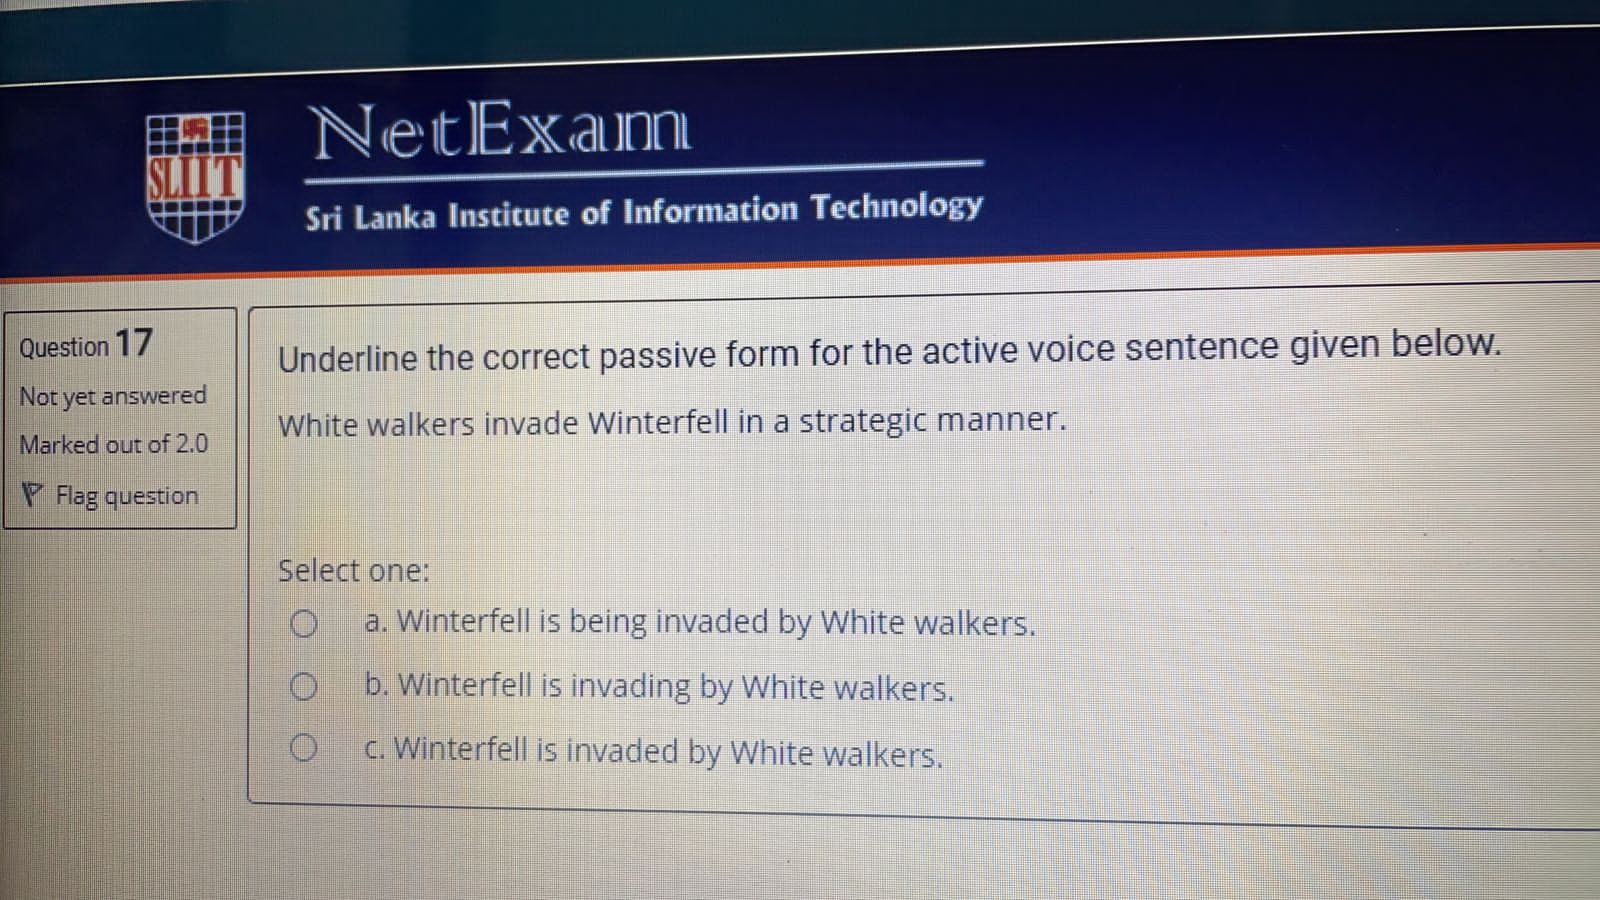 SLIIT
NetExam
Sri Lanka Institute of Information Technology
Question 17
Not yet answered
Marked out of 2.0
Flag question
Underline the correct passive form for the active voice sentence given below.
White walkers invade Winterfell in a strategic manner.
Select one:
a. Winterfell is being invaded by White walkers.
b. Winterfell is invading by White walkers.
c. Winterfell is invaded by White walkers.